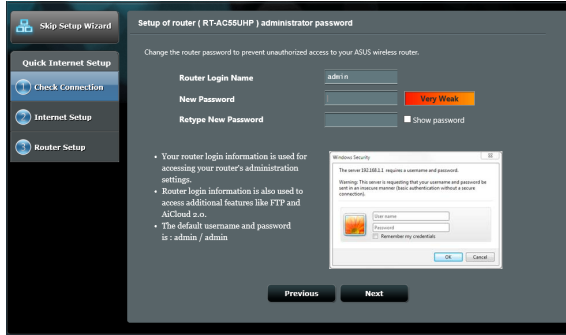 Skip Setup Wizard
Quick Internet Setup
1 Check Connection
2 Internet Setup
3 Router Setup
Setup of router ( RT-AC55UHP ) administrator password
Change the router password to prevent unauthorized access to your ASUS wireless router.
Router Login Name admin
New Password Very Weak
Retype New Password Show password
• Your router login information is used for
accessing your router's administration
settings.
• Router login information is also used to
access additional features like FTP and
AiCloud 2.0.
• The default username and password
is : admin / admin
Windows Security
The server 192.168.1.1 requires a username and password.
Warning: This server is requesting that your username and password be
sent in an insecure manner (basic authentication without a secure
connection).
User name
Password
Remember my credentials
OK Cancel
Previous Next